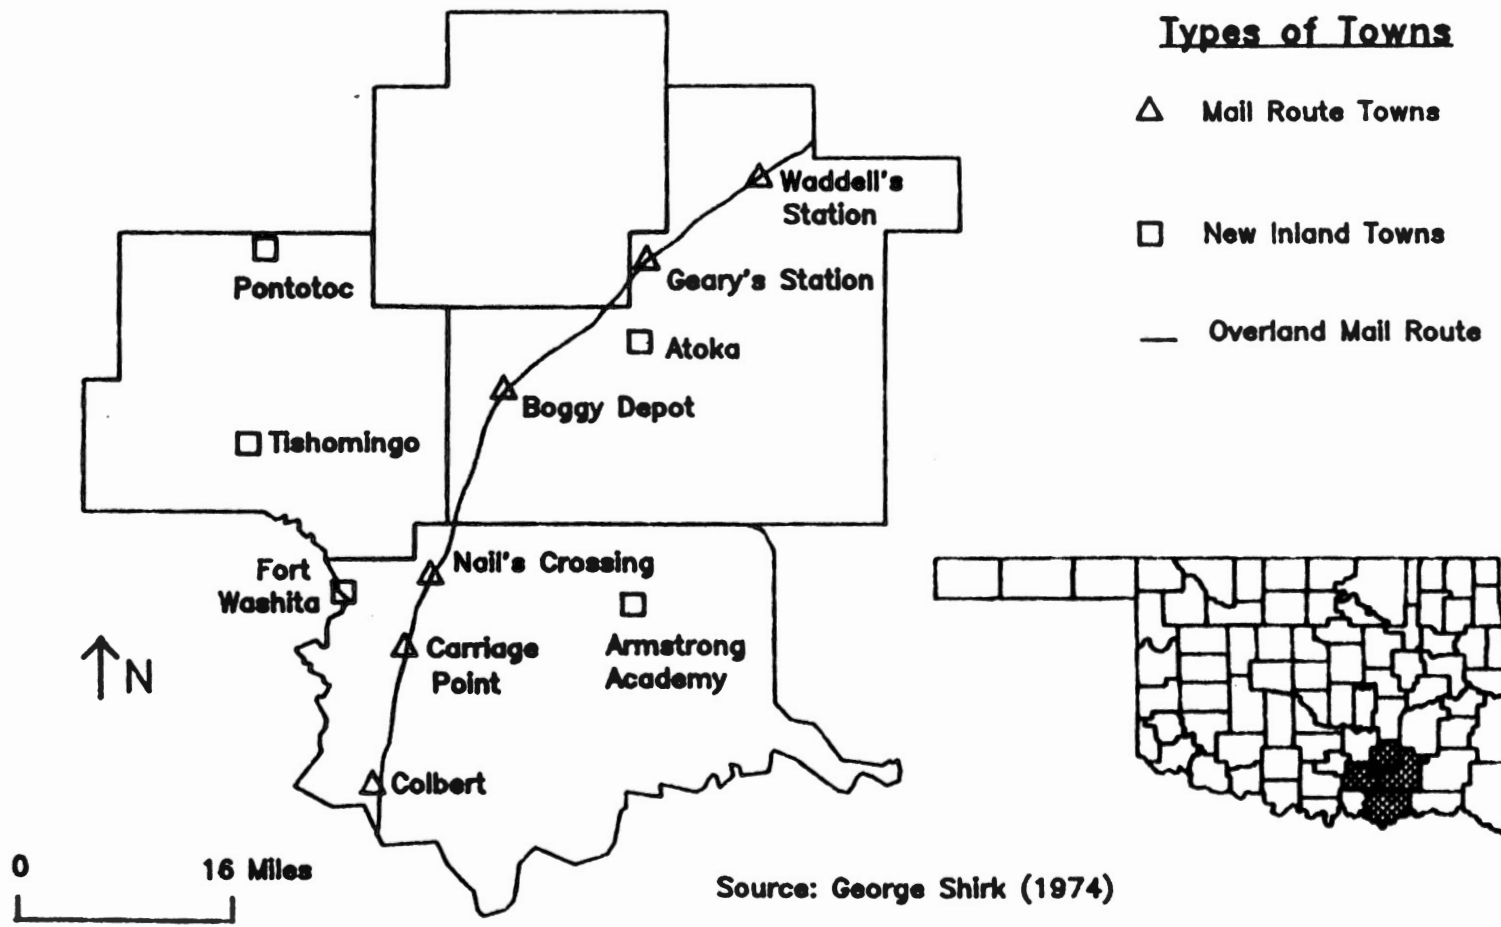 Types of Towns
Mail Route Towns
New Inland Towns
Overland Mail Route
Waddell's
Station
Geary's Station
Pontotoc
Atoka
Boggy Depot
Tishomingo
Nail's Crossing
Fort
Washita
Carriage
Point
Armstrong
Academy
N
Colbert
0
16 Miles
Source: George Shirk (1974)